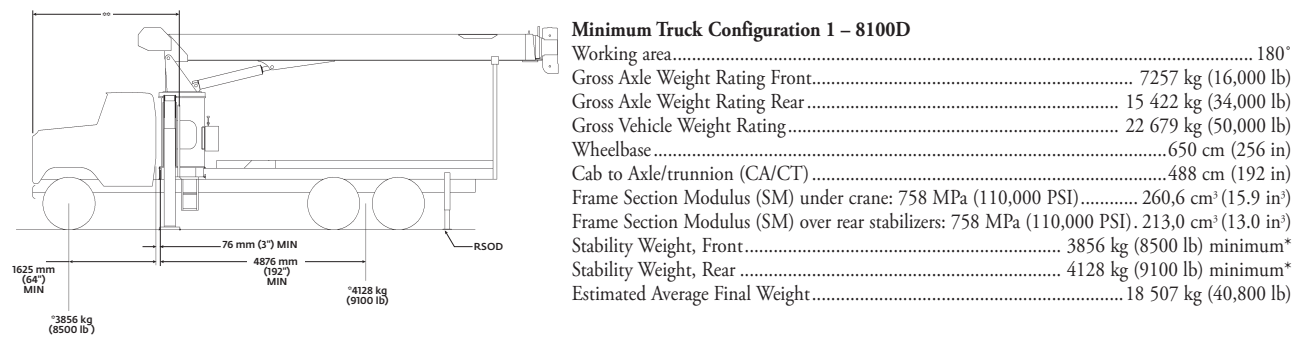 **
76 mm (3") MIN
RSOD
1625 mm
(64")
MIN
4876 mm
(192")
MIN
*4128 kg
(9100 lb)
*3856 kg
(8500 lb )
Minimum Truck Configuration 1 – 8100D
Working area 180˚
Gross Axle Weight Rating Front 7257 kg (16,000 lb)
Gross Axle Weight Rating Rear 15 422 kg (34,000 lb)
Gross Vehicle Weight Rating 22 679 kg (50,000 lb)
Wheelbase 650 cm (256 in)
Cab to Axle/trunnion (CA/CT) 488 cm (192 in)
Frame Section Modulus (SM) under crane: 758 MPa (110,000 PSI) 260,6 cm³ (15.9 in³)
Frame Section Modulus (SM) over rear stabilizers: 758 MPa (110,000 PSI). 213,0 cm³ (13.0 in³)
Stability Weight, Front 3856 kg (8500 lb) minimum*
Stability Weight, Rear 4128 kg (9100 lb) minimum*
Estimated Average Final Weight 18 507 kg (40,800 lb)